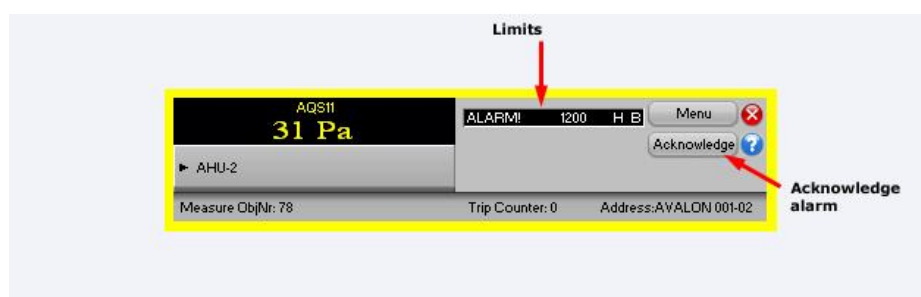 Limits
AQS11
31 Pa
ALARM! 1200 H B
Menu
Acknowledge
AHU-2
Measure ObjNr: 78
Trip Counter: 0
Address:AVALON 001-02
Acknowledge
alarm